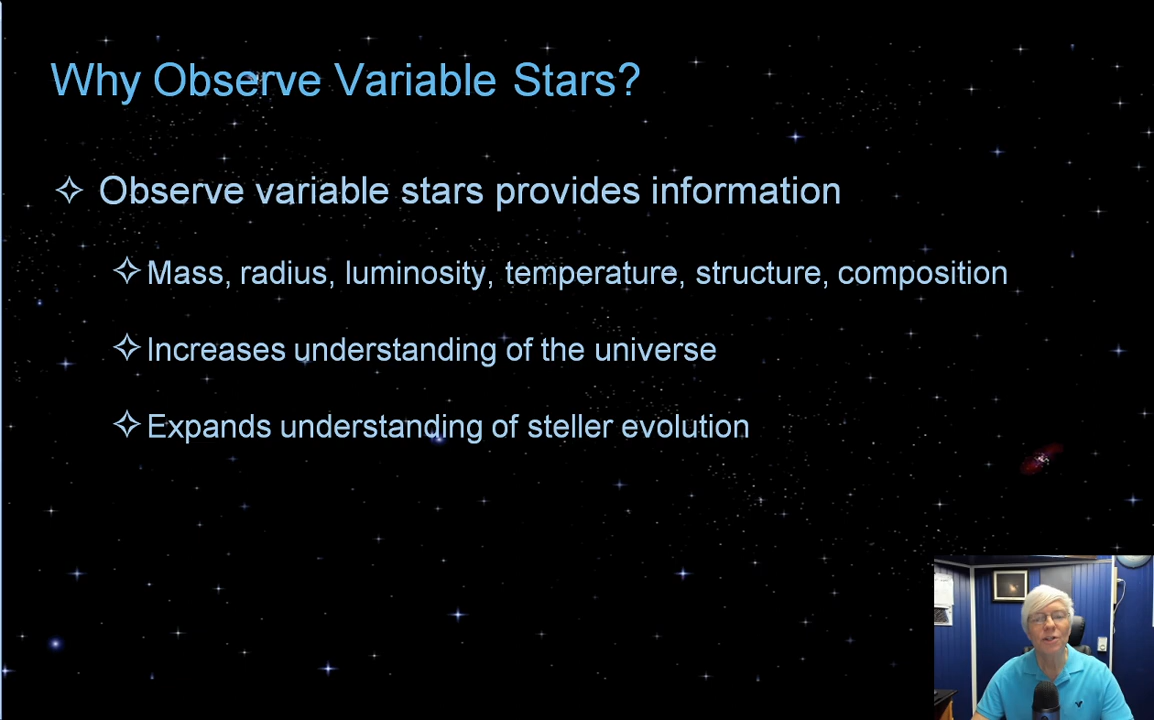 Why Observe Variable Stars?
Observe variable stars provides information
Mass, radius, luminosity, temperature, structure, composition
Increases understanding of the universe
Expands understanding of steller evolution